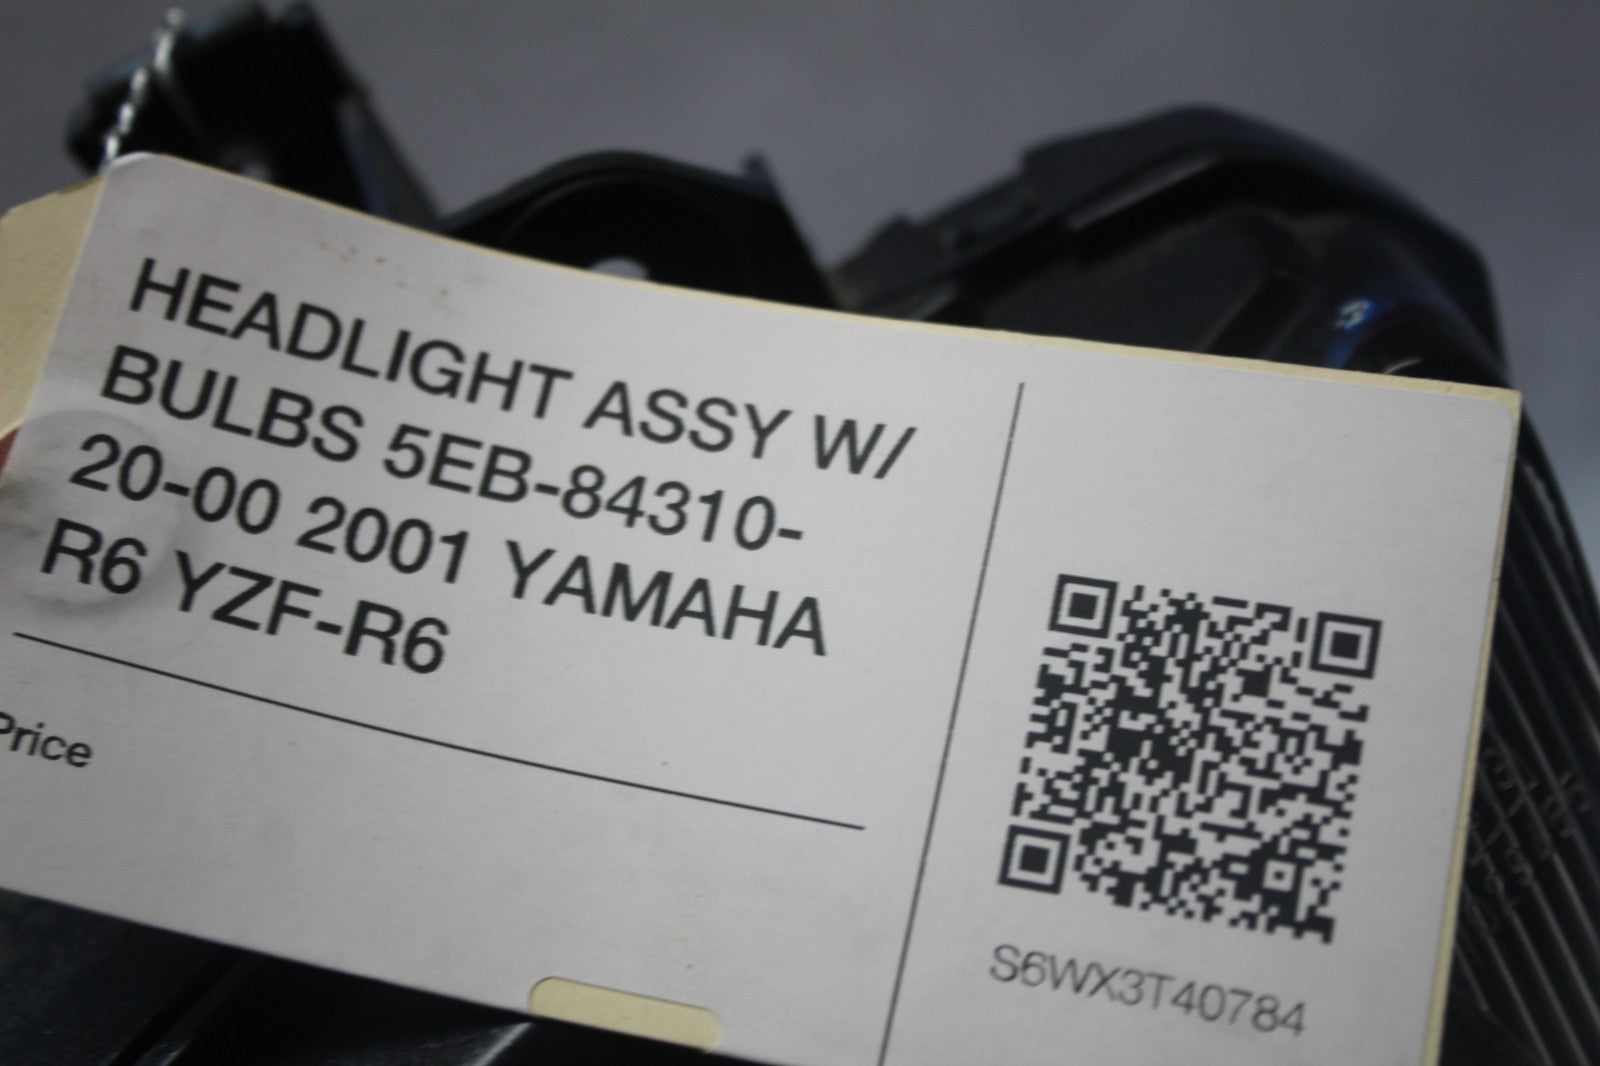 HEADLIGHT ASSY W/
BULBS 5EB-84310-
20-00 2001 YAMAHA
R6 YZF-R6
Price
S6WX3T40784